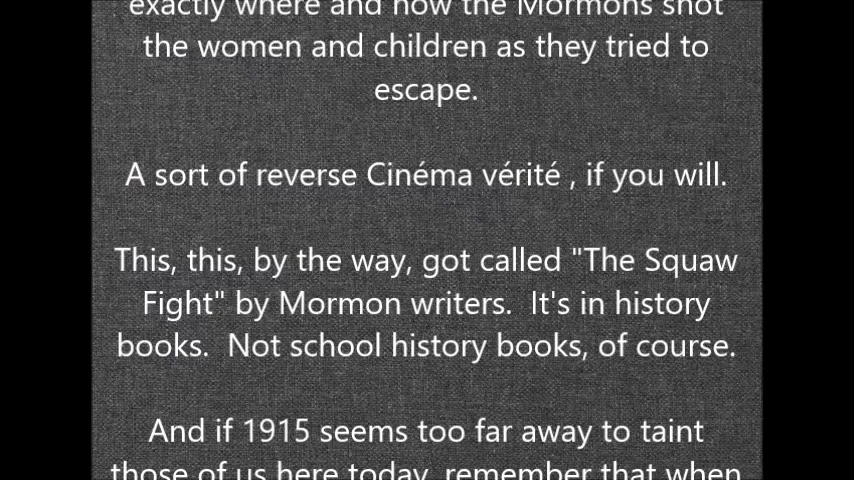 exactly where and how the Mormons shot
the women and children as they tried to
escape.
A sort of reverse Cinéma vérité , if you will.
This, this, by the way, got called "The Squaw
Fight" by Mormon writers.  It's in history
books.  Not school history books, of course.
And if 1915 seems too far away to taint
those of us here today, remember that when